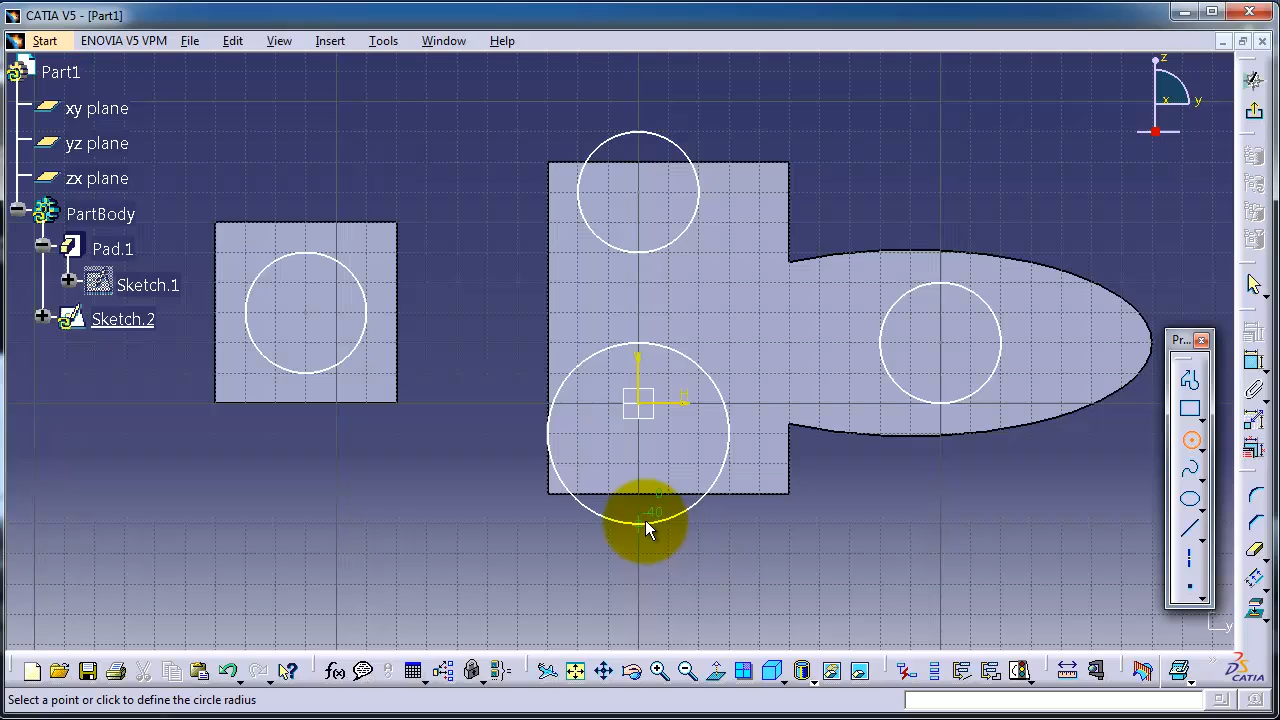 CATIA V5 - [Part1]
Start ENOVIA V5 VPM File Edit View Insert Tools Window Help
Part1
xy plane
yz plane
zx plane
PartBody
Pad.1
Sketch.1
Sketch.2
z
x
y
Pr...
-40
f(x)
y
CATIA
Select a point or click to define the circle radius